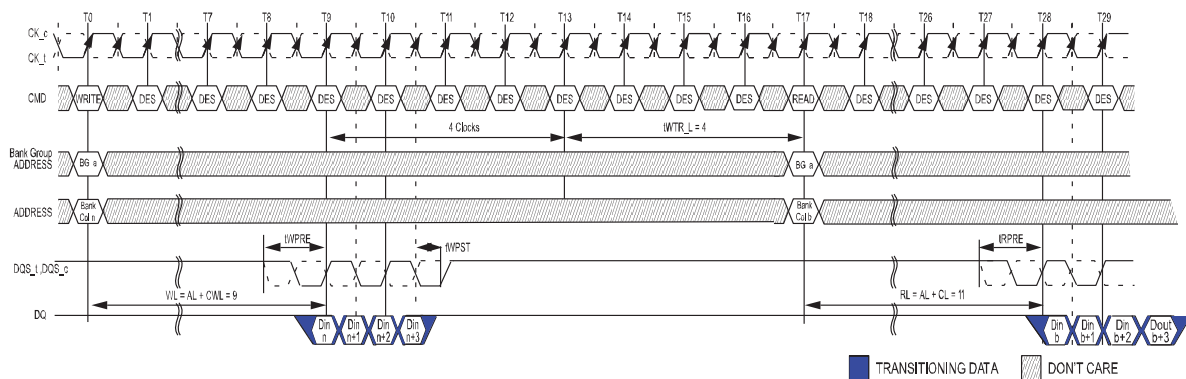 T0 T1 T7 T8 T9 T10 T11 T12 T13 T14 T15 T16 T17 T18 T26 T27 T28 T29
CK_c
CK_t
CMD WRITE DES DES DES DES DES DES DES DES DES DES DES READ DES DES DES DES DES
4 Clocks tWTR_L = 4
Bank Group
ADDRESS BG a BG a
ADDRESS Bank Col n Bank Col b
tWPRE tWPST tRPRE
DQS_t ,DQS_c
WL = AL + CWL = 9 RL = AL + CL = 11
DQ Din n Din n+1 Din n+2 Din n+3 Din b Din b+1 Din b+2 Dout b+3
TRANSITIONING DATA DON'T CARE